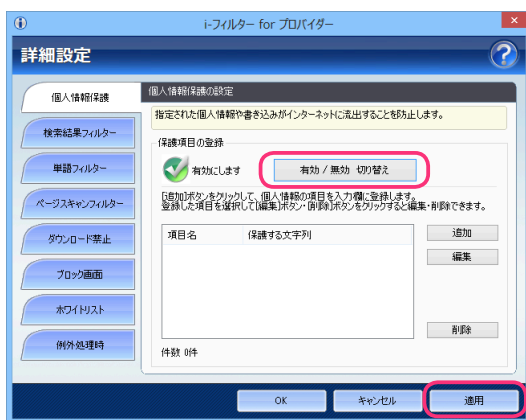 i-フィルター for プロバイダー
詳細設定
個人情報保護
検索結果フィルター
単語フィルター
ページスキャンフィルター
ダウンロード禁止
ブロック画面
ホワイトリスト
例外処理時
個人情報保護の設定
指定された個人情報や書き込みがインターネットに流出することを防止します。
保護項目の登録
有効にします
有効 / 無効 切り替え
[追加]ボタンをクリックして、個人情報の項目を入力欄に登録します。
登録した項目を選択して[編集]ボタン・[削除]ボタンをクリックすると編集・削除できます。
項目名 保護する文字列
追加
編集
削除
件数 0件
OK キャンセル 適用